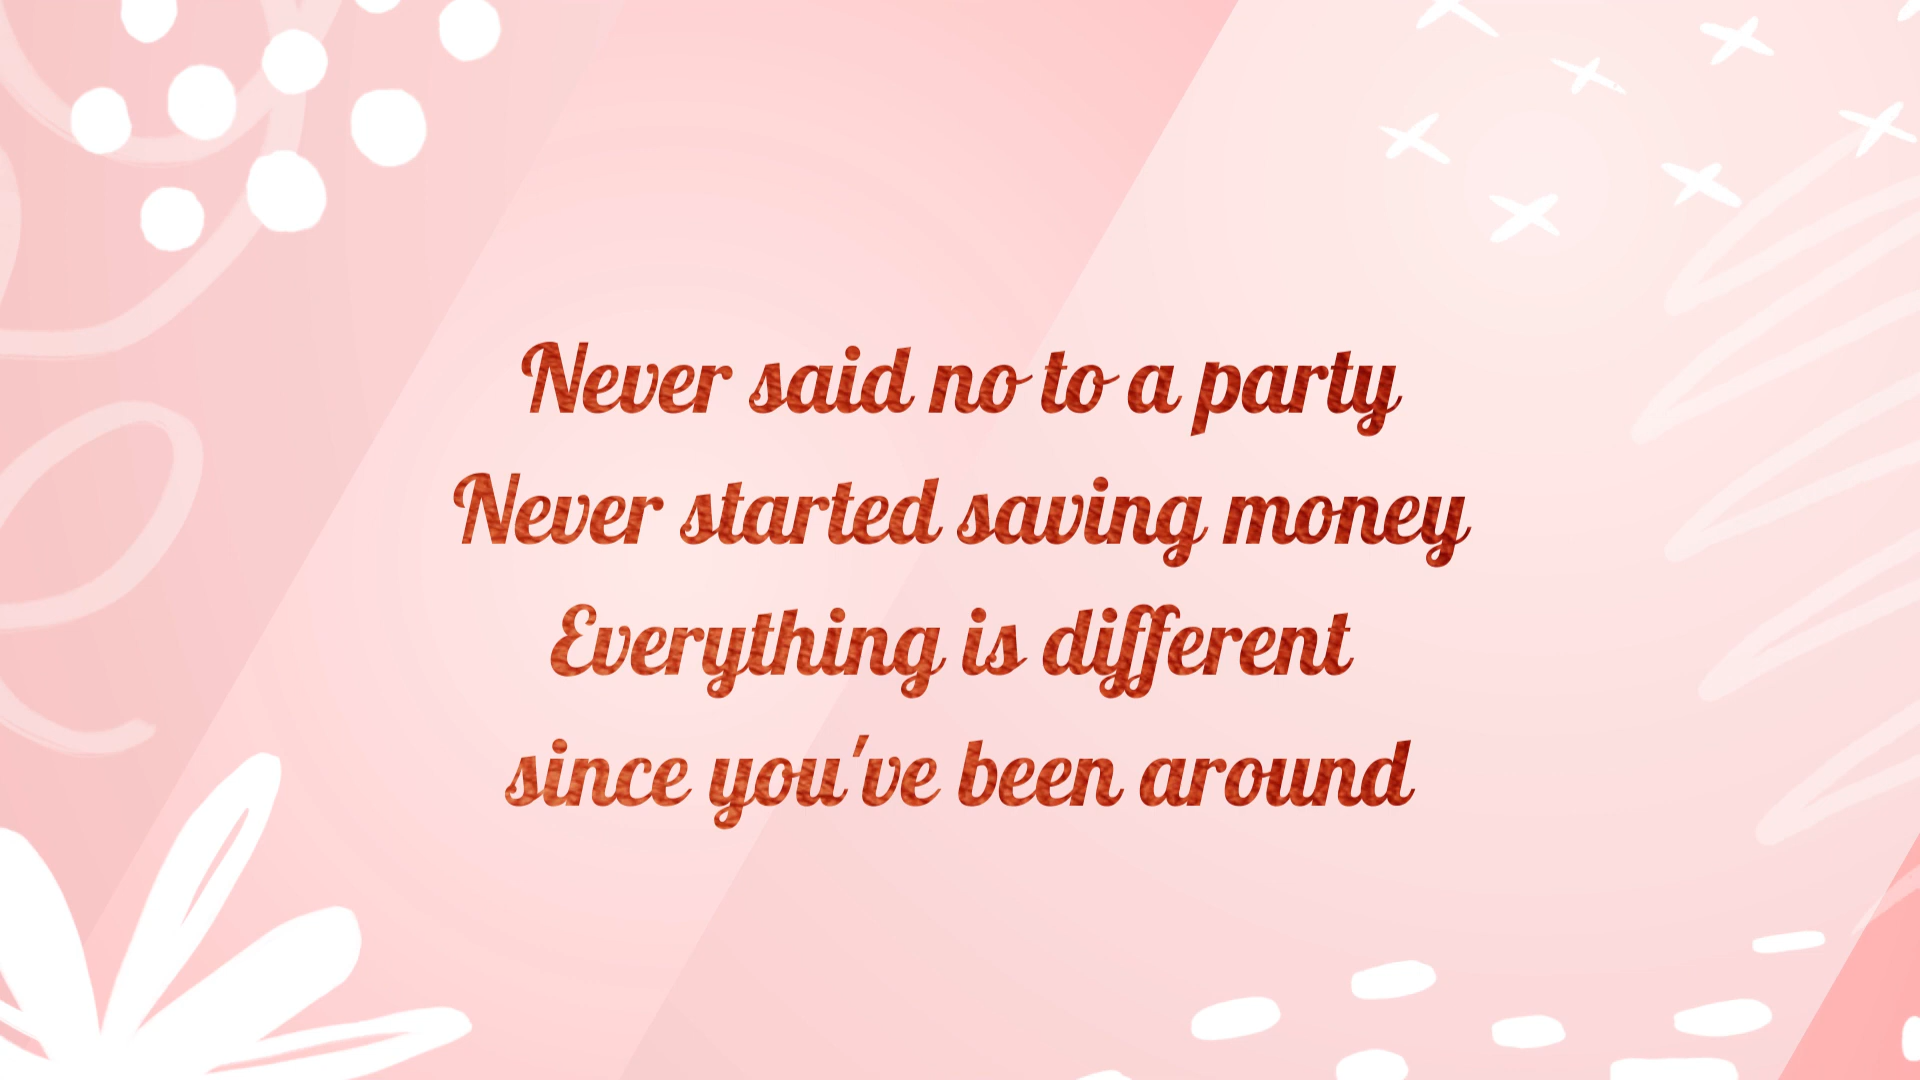 Never said no to a party
Never started saving money
Everything is different
since you've been around